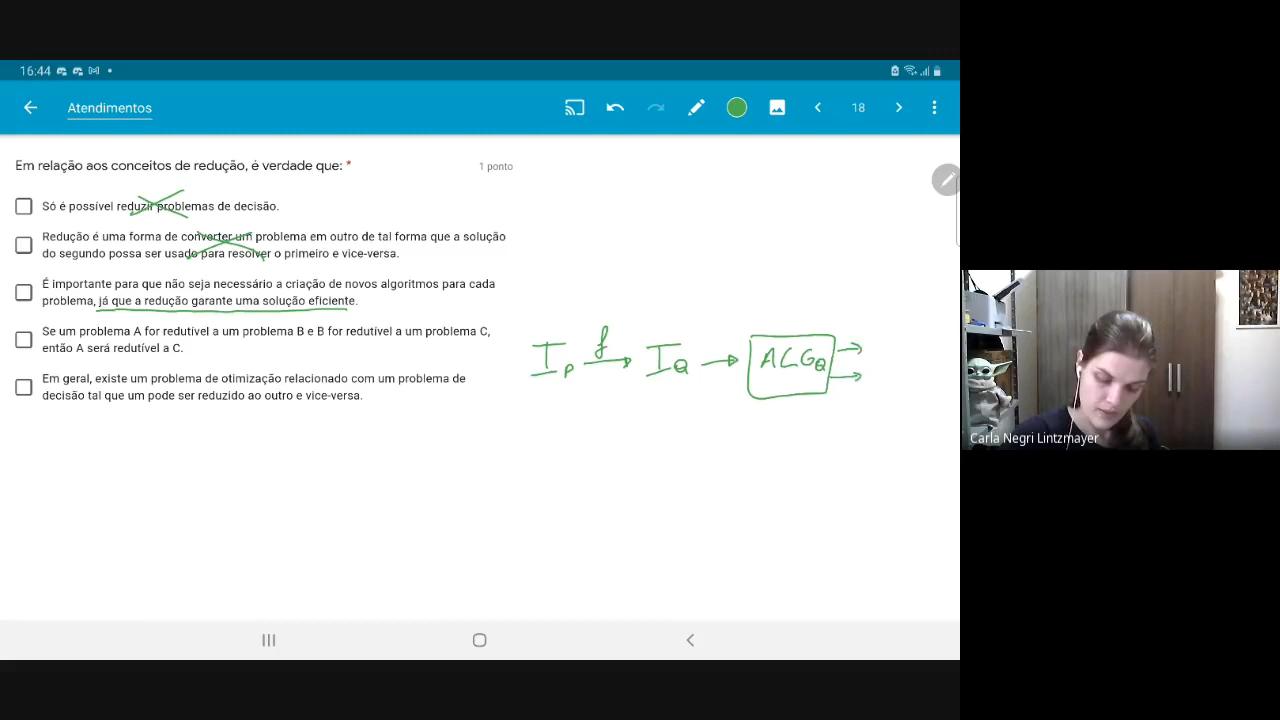 16:44
Atendimentos
18
Em relação aos conceitos de redução, é verdade que: *
1 ponto
Só é possível reduzir problemas de decisão.
Redução é uma forma de converter um problema em outro de tal forma que a solução
do segundo possa ser usado para resolver o primeiro e vice-versa.
É importante para que não seja necessário a criação de novos algoritmos para cada
problema, já que a redução garante uma solução eficiente.
Se um problema A for redutível a um problema B e B for redutível a um problema C,
então A será redutível a C.
Em geral, existe um problema de otimização relacionado com um problema de
decisão tal que um pode ser reduzido ao outro e vice-versa.
I_P f → I_Q → ALG_Q
Carla Negri Lintzmayer